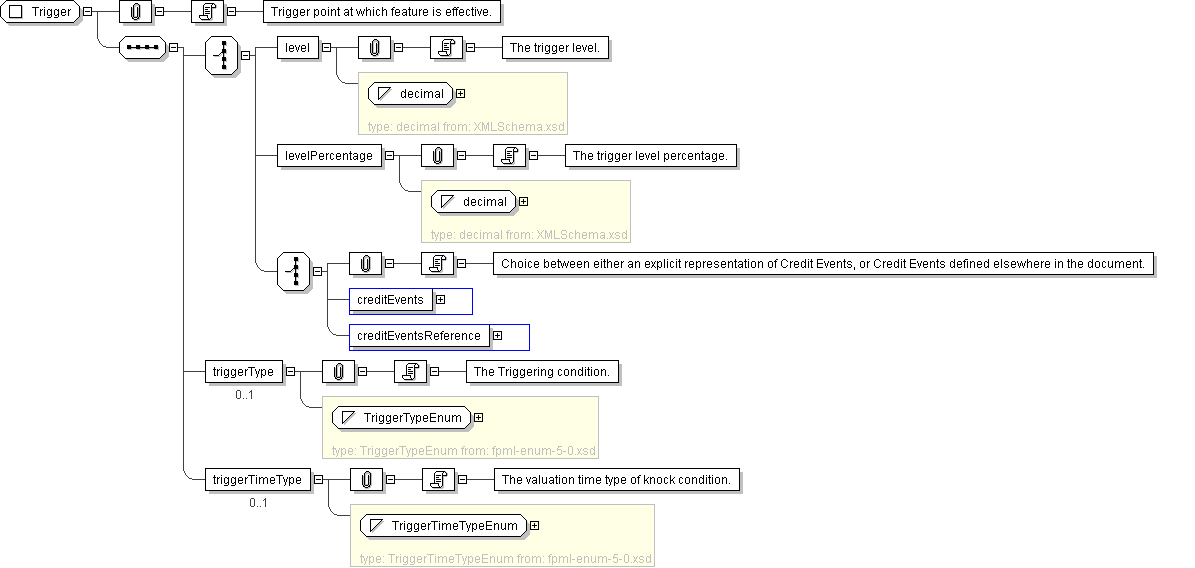 Trigger
Trigger point at which feature is effective.
level
The trigger level.
decimal
type: decimal from: XMLSchema.xsd
levelPercentage
The trigger level percentage.
decimal
type: decimal from: XMLSchema.xsd
Choice between either an explicit representation of Credit Events, or Credit Events defined elsewhere in the document.
creditEvents
creditEventsReference
triggerType
The Triggering condition.
0..1
TriggerTypeEnum
type: TriggerTypeEnum from: fpml-enum-5-0.xsd
triggerTimeType
The valuation time type of knock condition.
0..1
TriggerTimeTypeEnum
type: TriggerTimeTypeEnum from: fpml-enum-5-0.xsd